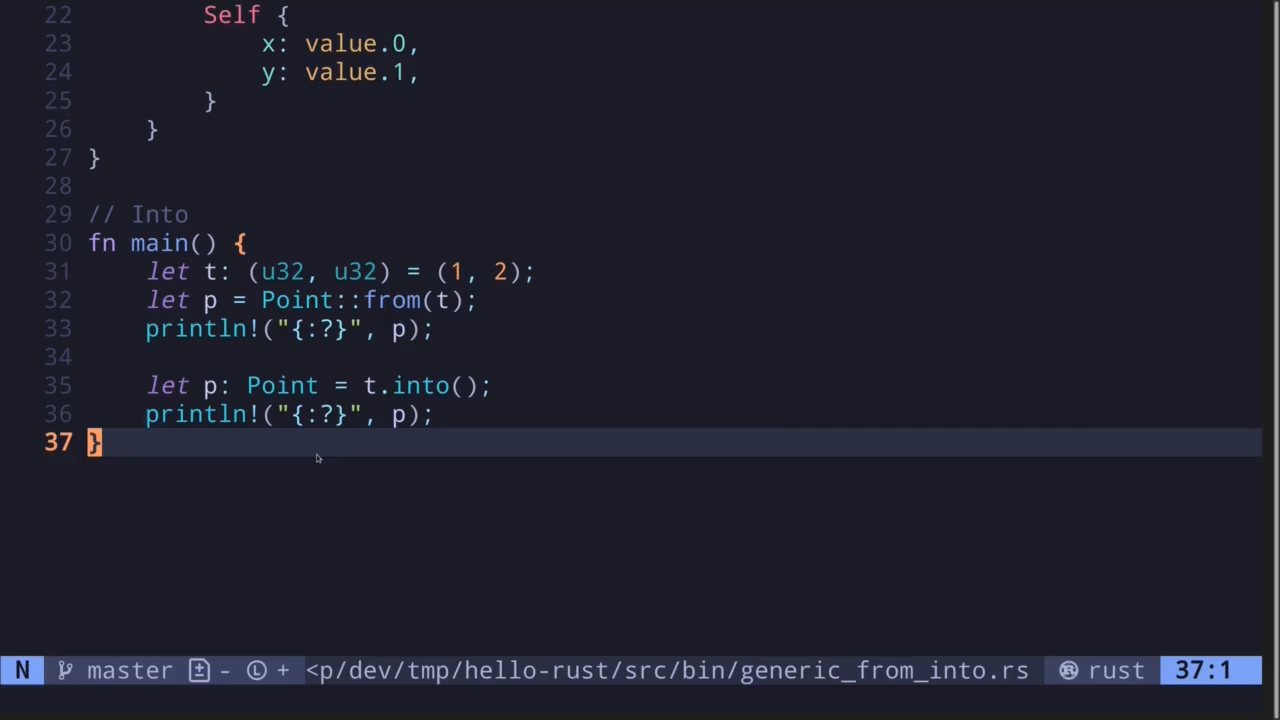 22 Self {
23 x: value.0,
24 y: value.1,
25 }
26 }
27 }
28
29 // Into
30 fn main() {
31 let t: (u32, u32) = (1, 2);
32 let p = Point::from(t);
33 println!("{:?}", p);
34
35 let p: Point = t.into();
36 println!("{:?}", p);
37 }
N master - L + <p/dev/tmp/hello-rust/src/bin/generic_from_into.rs rust 37:1